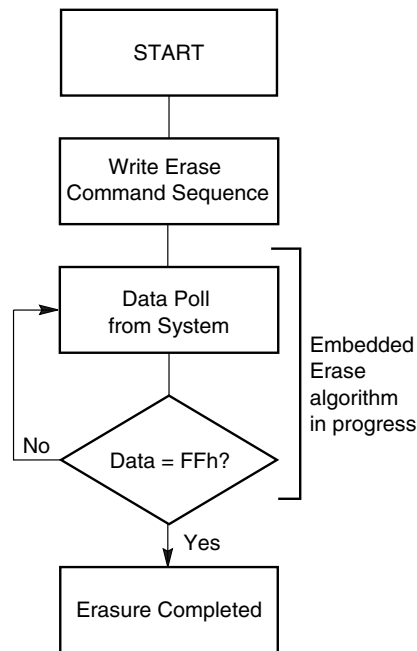 START
Write Erase
Command Sequence
Data Poll
from System
Embedded
Erase
algorithm
in progress
No
Data = FFh?
Yes
Erasure Completed